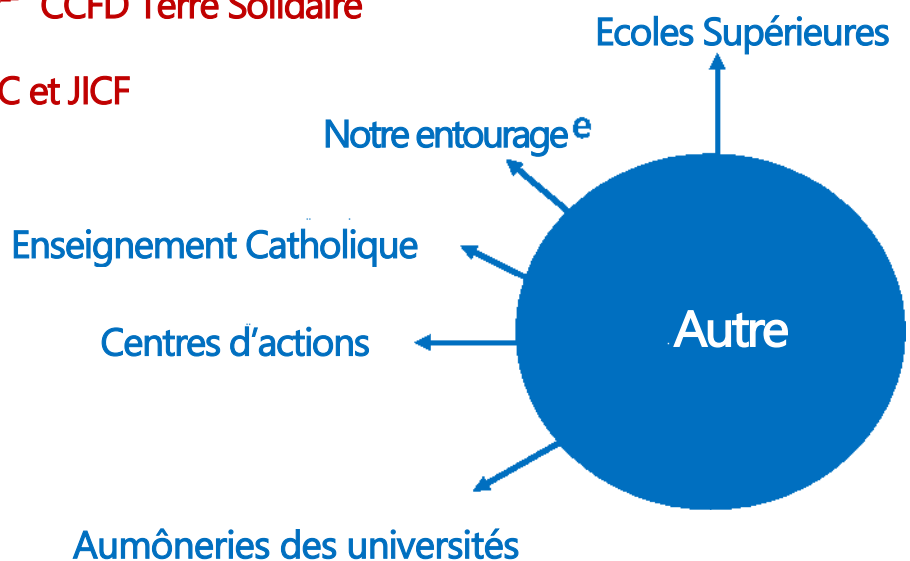 CCFD Terre Solidaire
Ecoles Supérieures
C et JICF
Notre entourage e
Enseignement Catholique
Autre
Centres d'actions
Aumôneries des universités